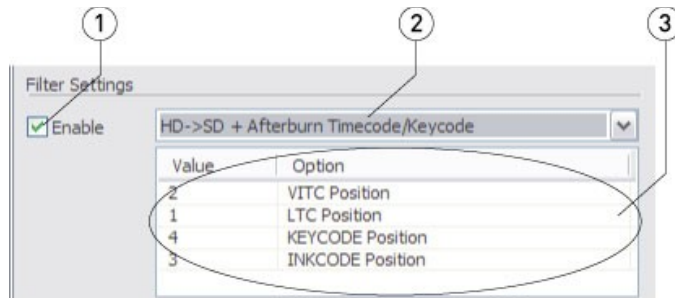 1 2 3
Filter Settings
Enable HD->SD + Afterburn Timecode/Keycode
Value Option
2 VITC Position
1 LTC Position
4 KEYCODE Position
3 INKCODE Position